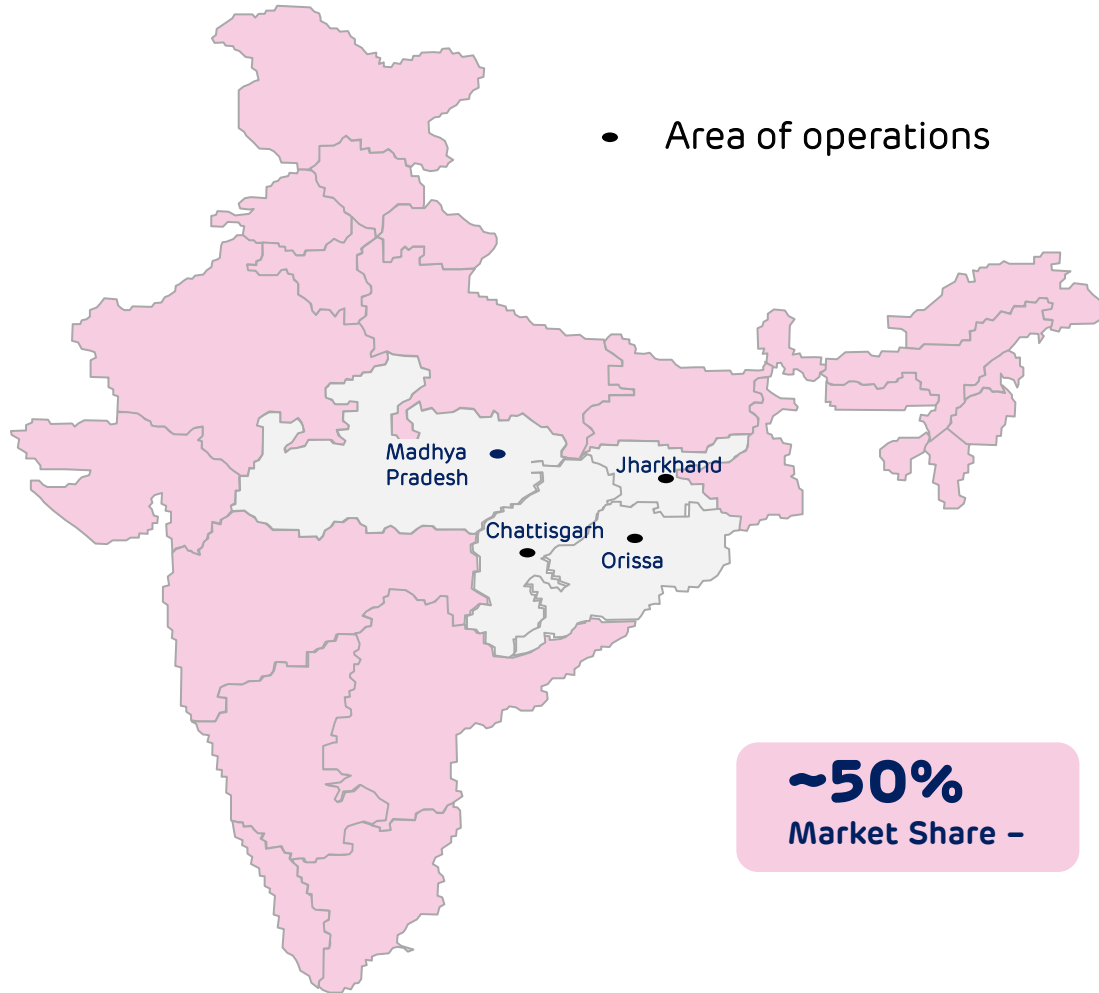 Area of operations
Madhya
Pradesh
Jharkhand
Chattisgarh
Orissa
~50%
Market Share –